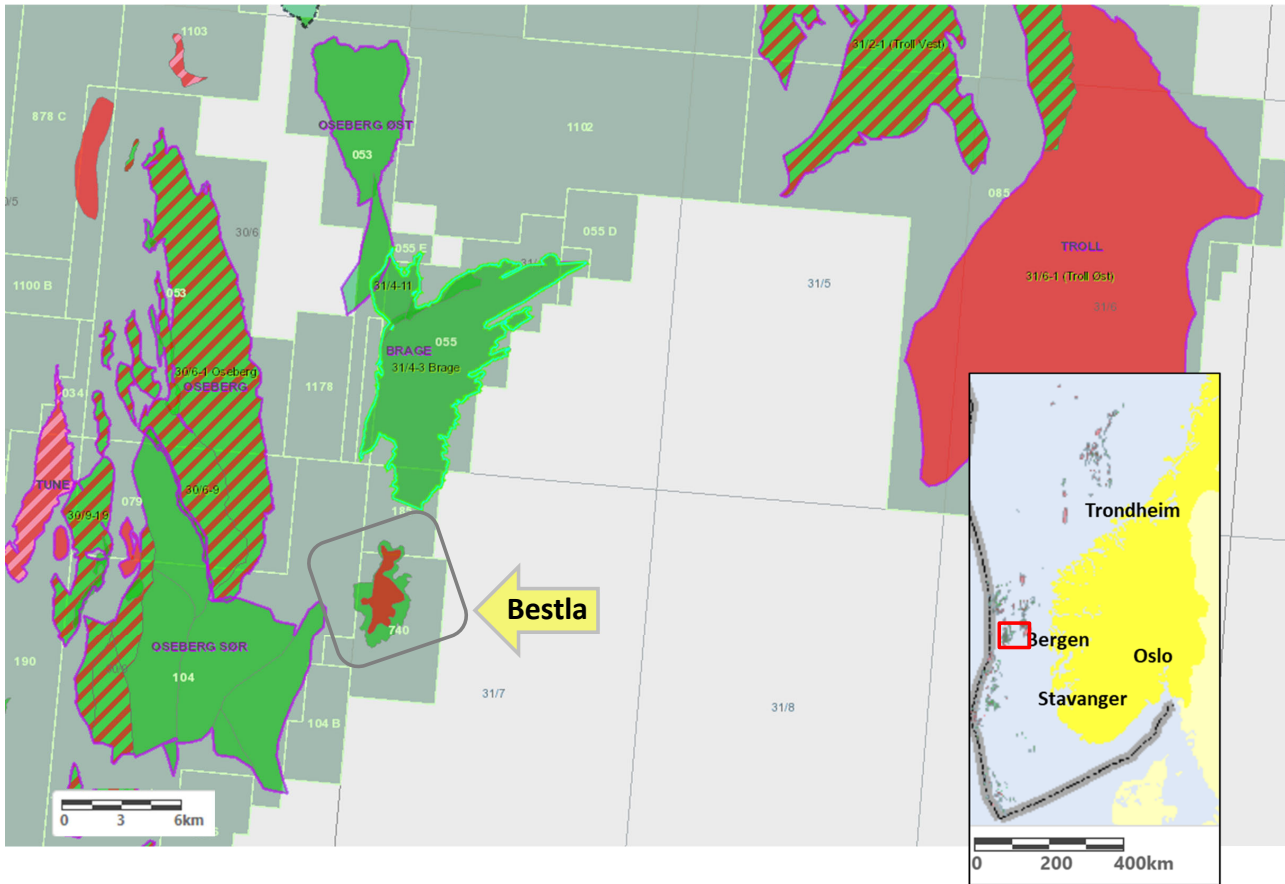 1103
31/2-1 (Troll Vest)
878 C
OSEBERG ØST
1102
053
085
30/6
055 E
055 D
TROLL
31/4-11
31/5
31/6-1 (Troll Øst)
1100 B
053
31/6
055
BRAGE
31/4-3 Brage
30/6-1 Oseberg
OSEBERG
1178
034
TUNE
079
30/6-9
30/9-19
Trondheim
Bestla
740
Bergen
OSEBERG SØR
Oslo
190
104
31/7
31/8
Stavanger
104 B
0 3 6km
0 200 400km